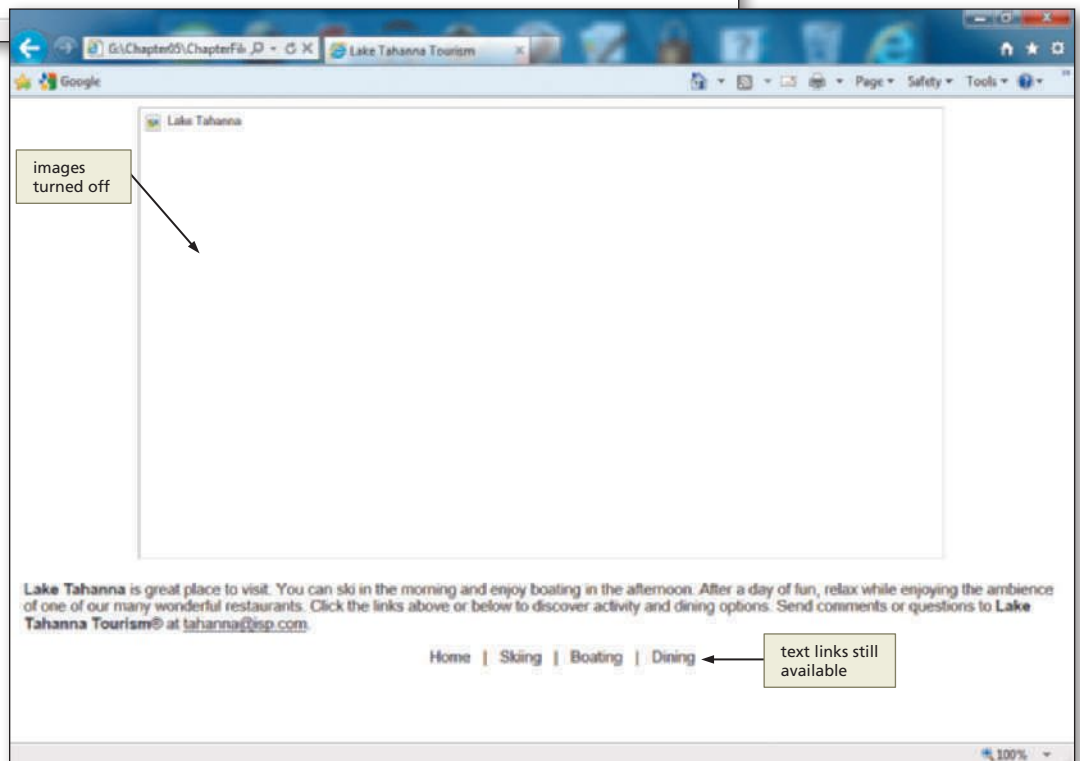 G:\Chapter05\ChapterFil
Lake Tahanna Tourism
Google
Page
Safety
Tools
Lake Tahanna
images
turned off
Lake Tahanna is great place to visit. You can ski in the morning and enjoy boating in the afternoon. After a day of fun, relax while enjoying the ambience
of one of our many wonderful restaurants. Click the links above or below to discover activity and dining options. Send comments or questions to Lake
Tahanna Tourism® at tahanna@isp.com.
Home | Skiing | Boating | Dining
text links still
available
100%